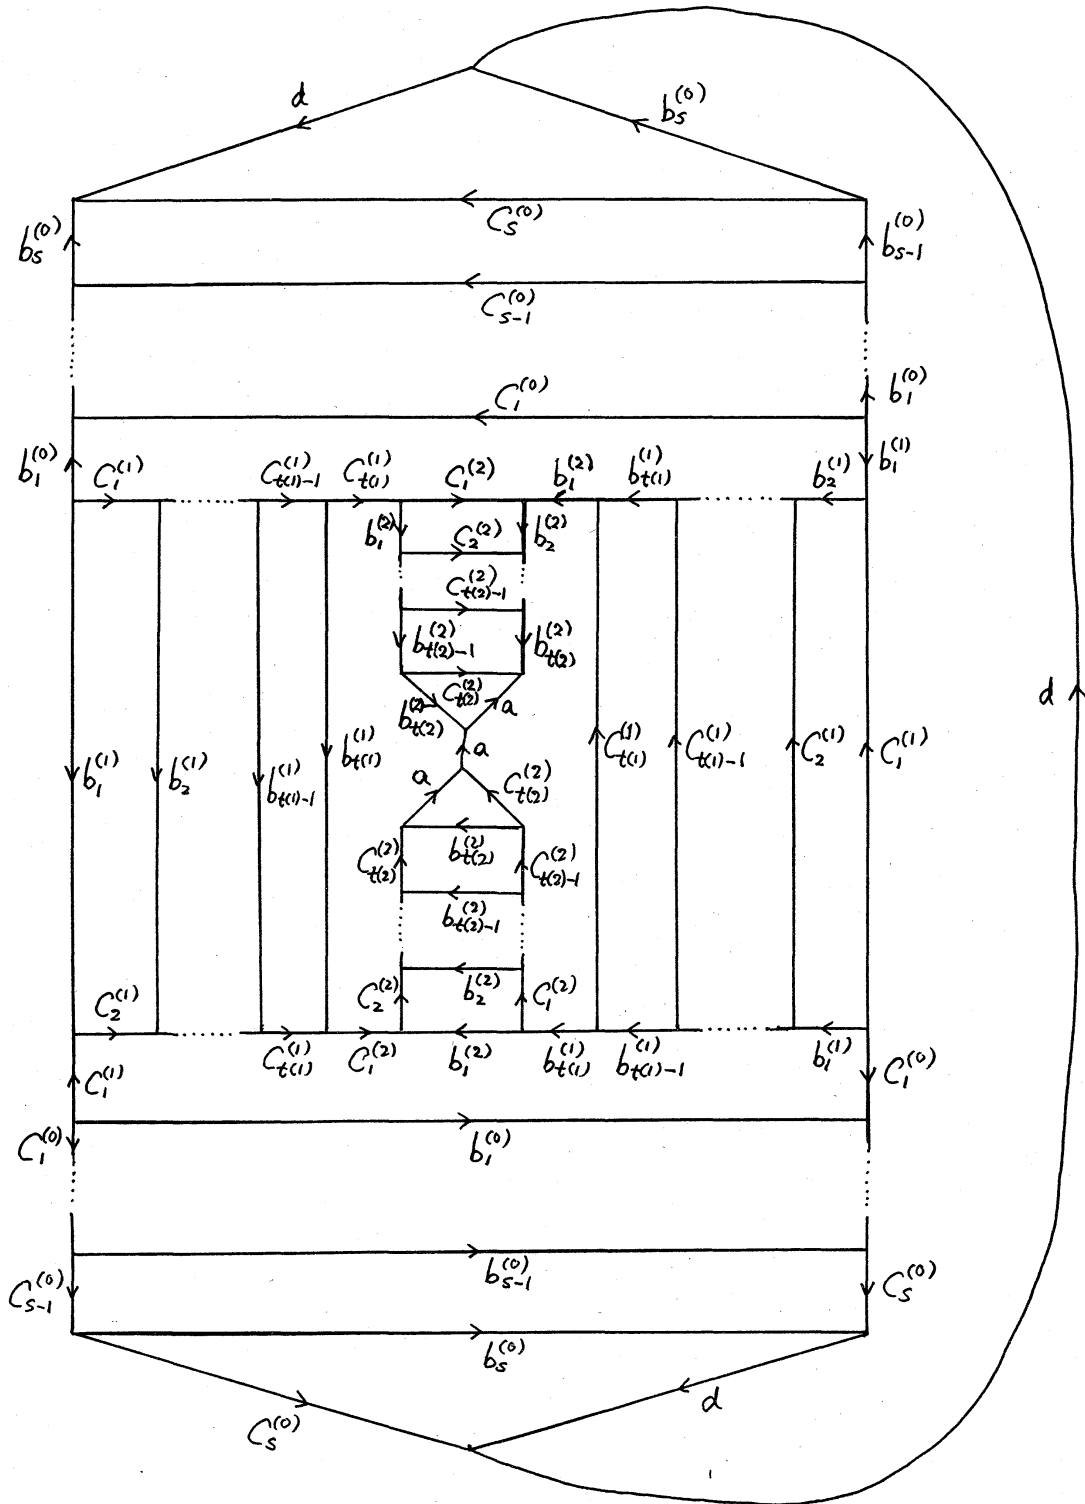 d b_s^{(0)}
C_s^{(0)}
b_s^{(0)} b_{s-1}^{(0)}
C_{s-1}^{(0)}
C_1^{(0)} b_1^{(0)}
b_1^{(0)} C_1^{(1)} C_{t(1)-1}^{(1)} C_{t(1)}^{(1)} C_1^{(2)} b_1^{(2)} b_{t(1)}^{(1)} b_2^{(1)} b_1^{(1)}
b_1^{(2)} C_2^{(2)} b_2^{(2)}
C_{t(2)-1}^{(2)}
b_{t(2)-1}^{(2)} b_{t(2)}^{(2)}
C_{t(2)}^{(2)}
b_{t(2)}^{(2)} a
d
b_1^{(1)} b_2^{(1)} b_{t(1)-1}^{(1)} b_{t(1)}^{(1)} a C_{t(1)}^{(1)} C_{t(1)-1}^{(1)} C_2^{(1)} C_1^{(1)}
a C_{t(2)}^{(2)}
b_{t(2)}^{(2)}
C_{t(2)}^{(2)} C_{t(2)-1}^{(2)}
b_{t(2)-1}^{(2)}
C_2^{(2)} b_2^{(2)} C_1^{(2)}
C_2^{(1)}
C_{t(1)}^{(1)} C_1^{(2)} b_1^{(2)} b_{t(1)}^{(1)} b_{t(1)-1}^{(1)} b_1^{(1)}
C_1^{(1)} C_1^{(0)}
C_1^{(0)} b_1^{(0)}
C_{s-1}^{(0)} b_{s-1}^{(0)} C_s^{(0)}
b_s^{(0)}
C_s^{(0)} d